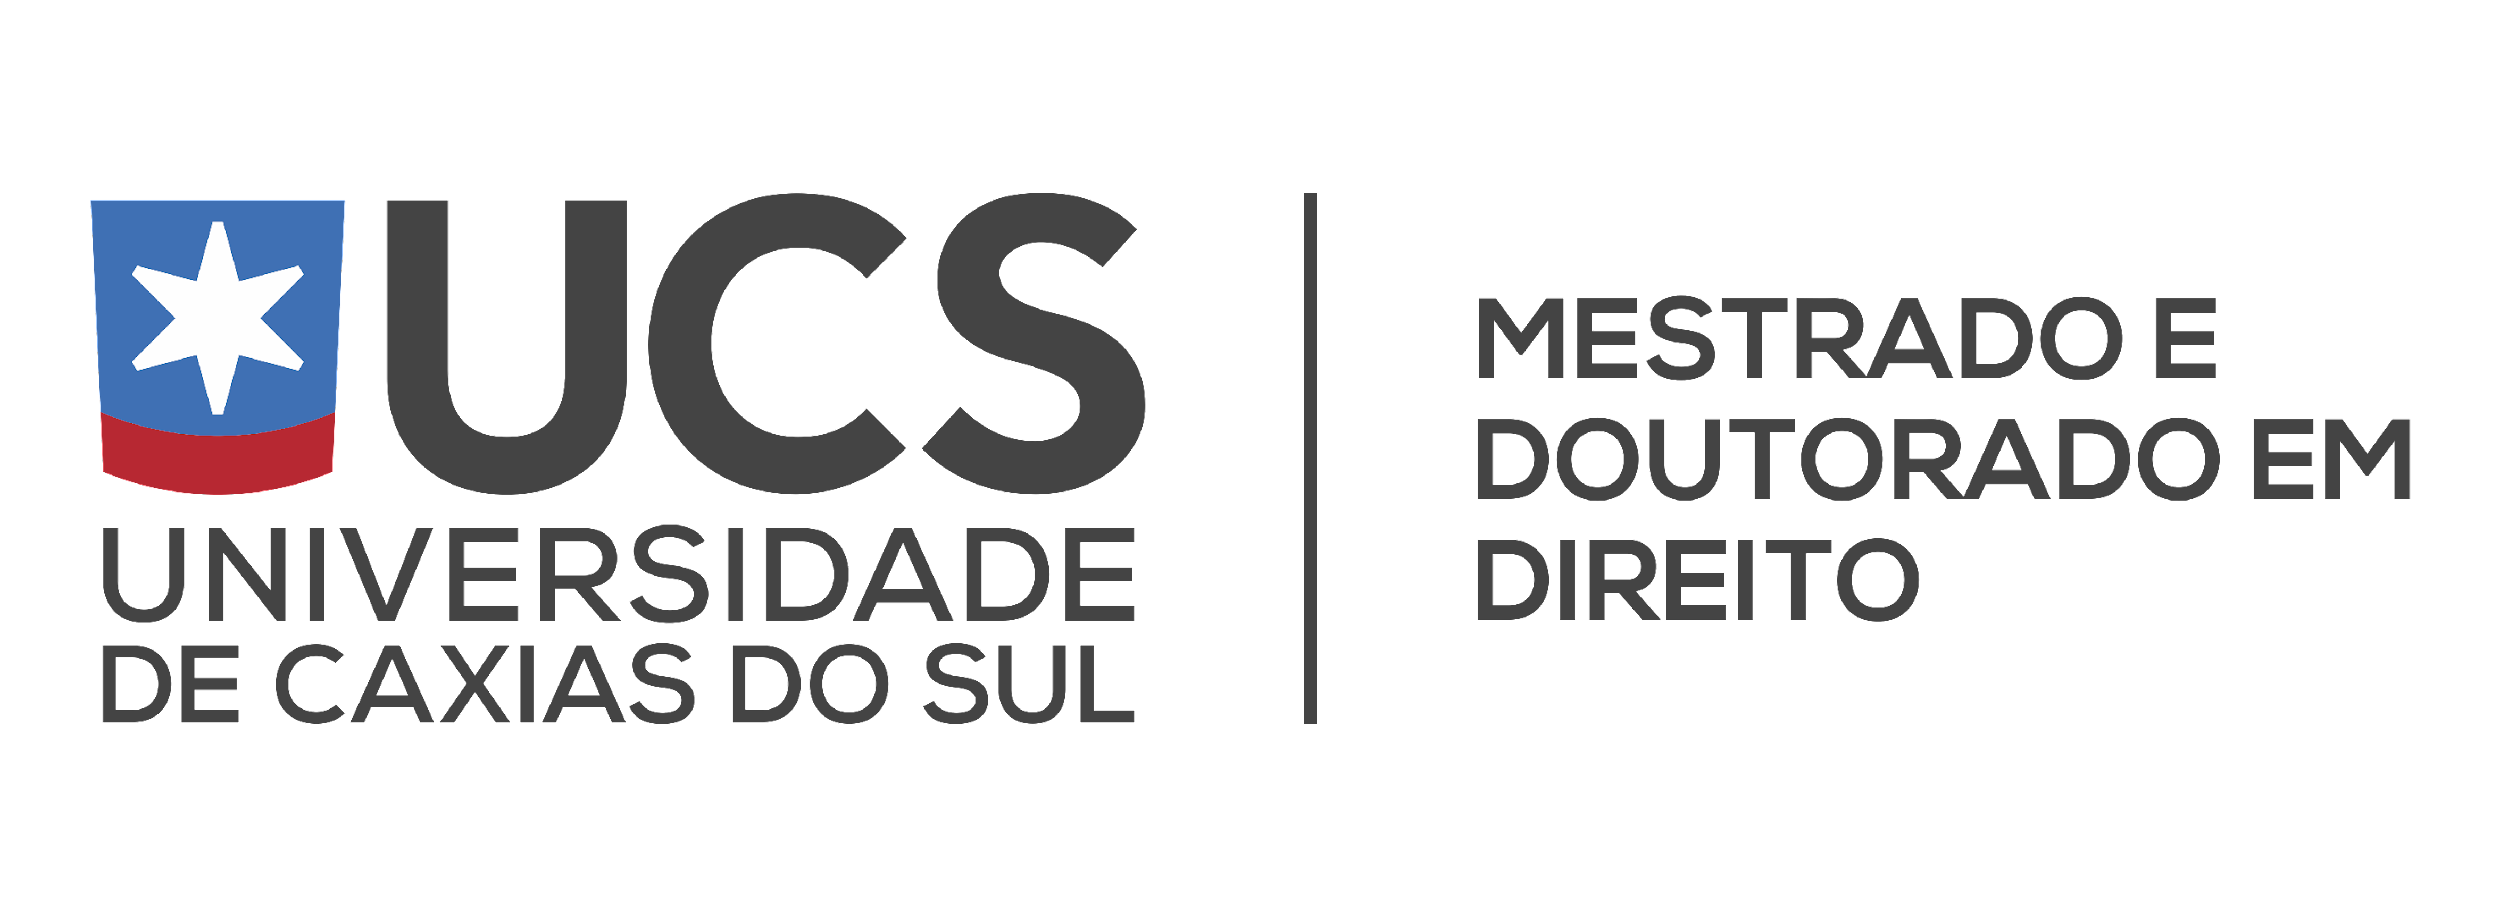 UCS
UNIVERSIDADE
DE CAXIAS DO SUL
MESTRADO E
DOUTORADO EM
DIREITO